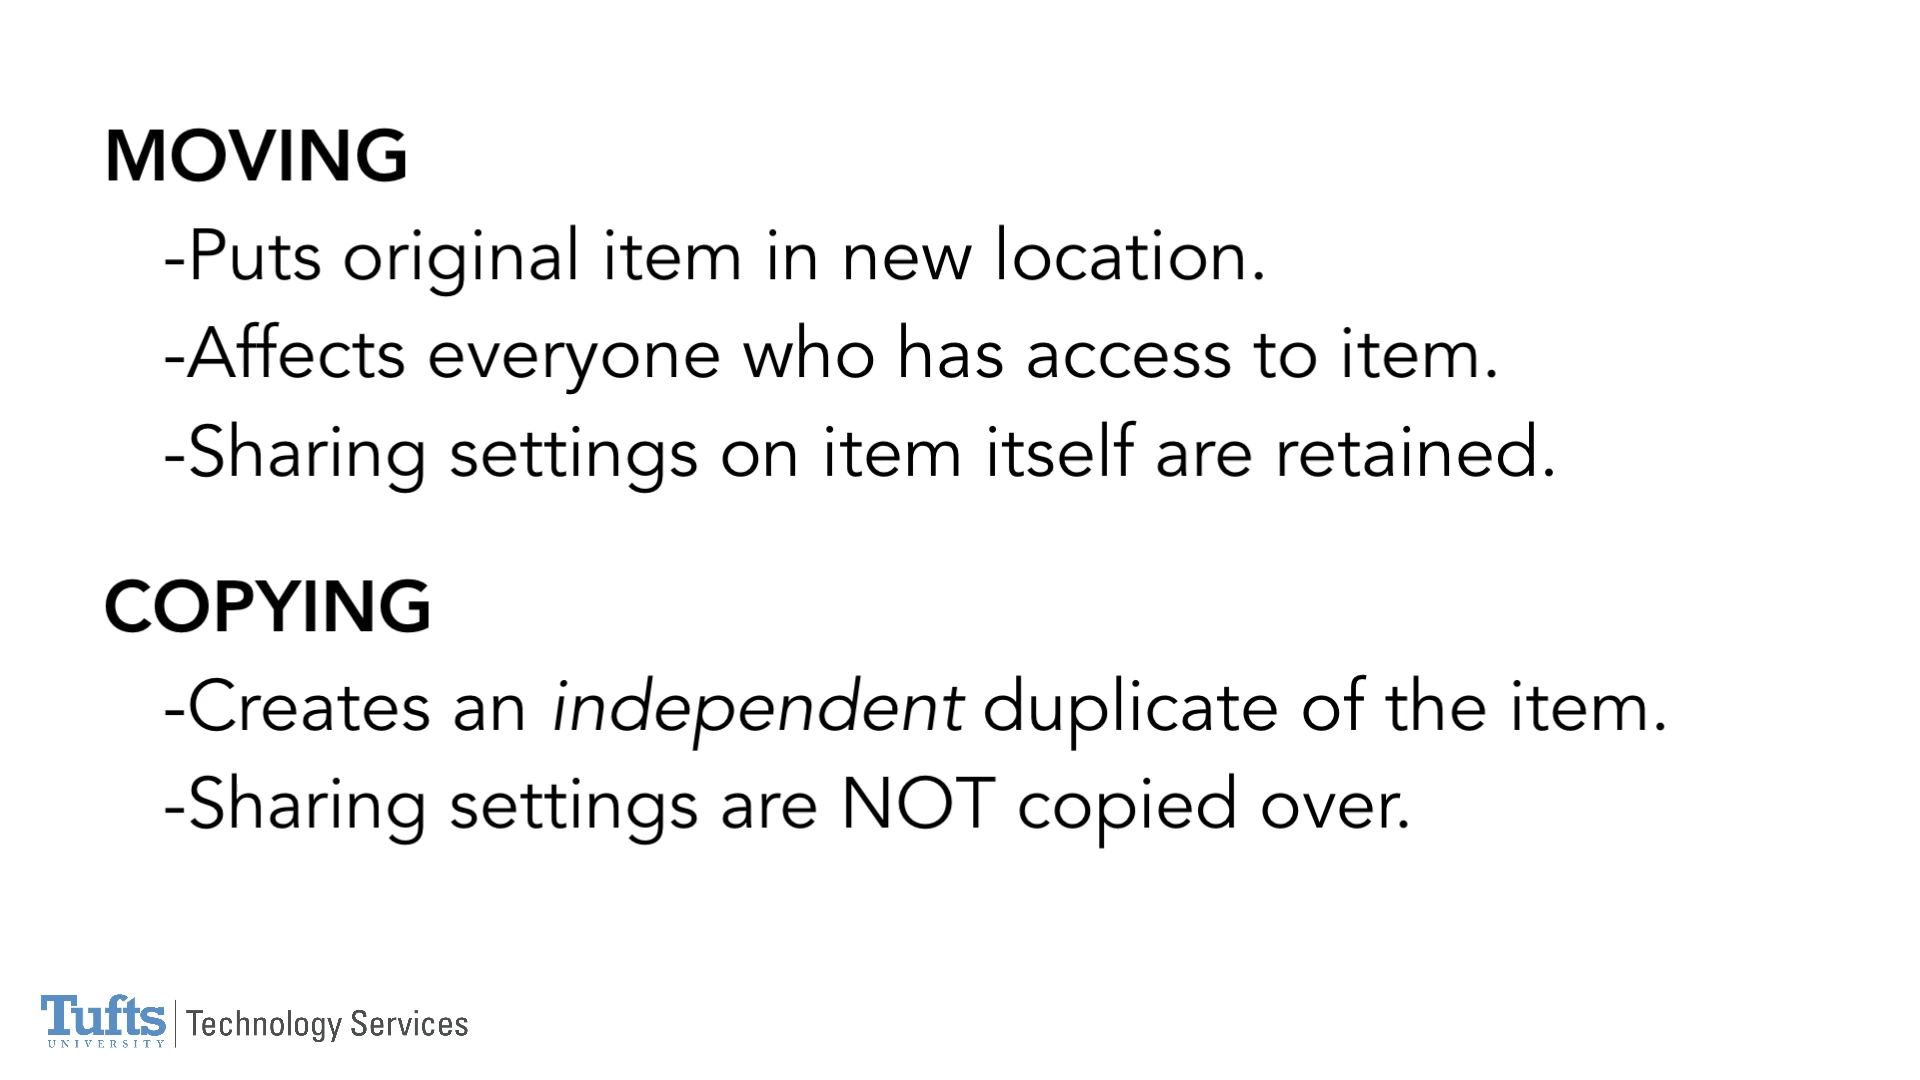 MOVING
-Puts original item in new location.
-Affects everyone who has access to item.
-Sharing settings on item itself are retained.
COPYING
-Creates an independent duplicate of the item.
-Sharing settings are NOT copied over.
Tufts
UNIVERSITY
Technology Services